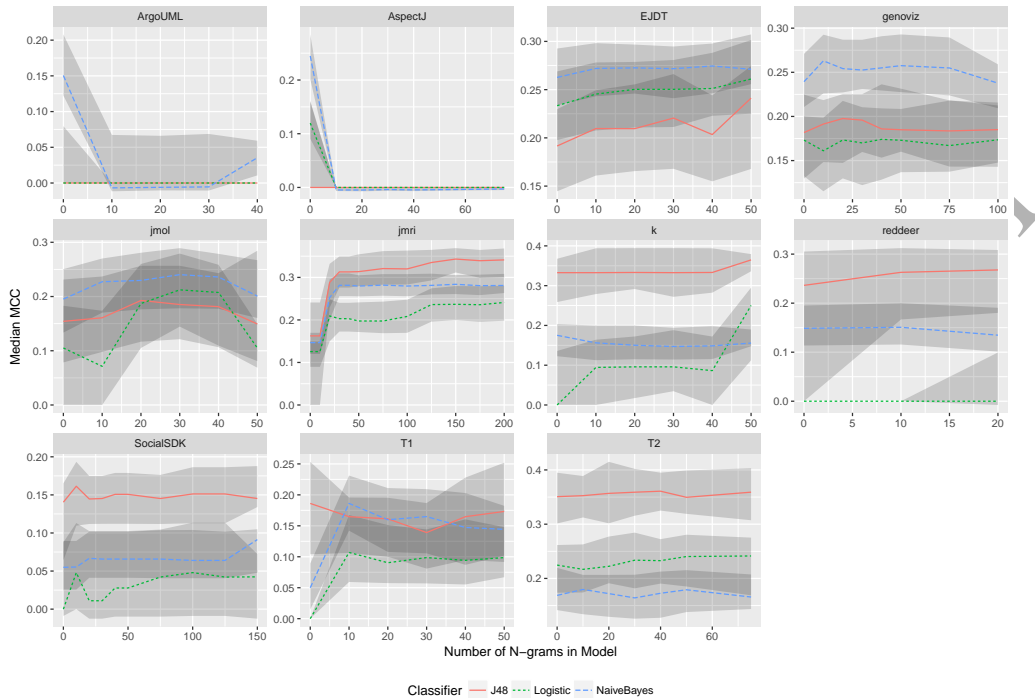 ArgoUML AspectJ EJDT genoviz
0.20 0.15 0.10 0.05 0.00
0 10 20 30 40
0.2 0.1 0.0
0 20 40 60
0.30 0.25 0.20 0.15
0 10 20 30 40 50
0.30 0.25 0.20 0.15
0 25 50 75 100
jmol jmri k reddeer
0.3 0.2 0.1 0.0
0 10 20 30 40 50
0.4 0.3 0.2 0.1 0.0
0 50 100 150 200
0.4 0.3 0.2 0.1 0.0
0 10 20 30 40 50
0.3 0.2 0.1 0.0
0 5 10 15 20
SocialSDK T1 T2
0.20 0.15 0.10 0.05 0.00
0 50 100 150
0.25 0.20 0.15 0.10 0.05 0.00
0 10 20 30 40 50
0.4 0.3 0.2
0 20 40 60
Median MCC
Number of N-grams in Model
Classifier J48 Logistic NaiveBayes